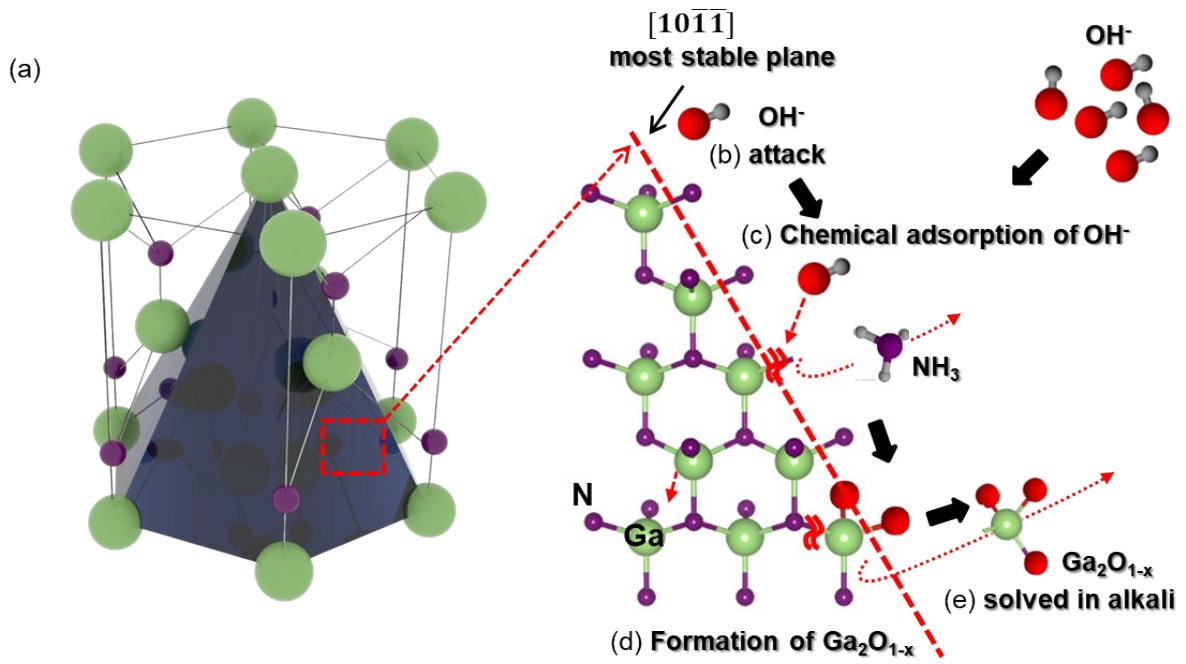 (a)
[101̅1̅]
most stable plane
OH-
(b) attack
OH-
(c) Chemical adsorption of OH-
NH3
N
Ga
Ga2O1-x
(e) solved in alkali
(d) Formation of Ga2O1-x